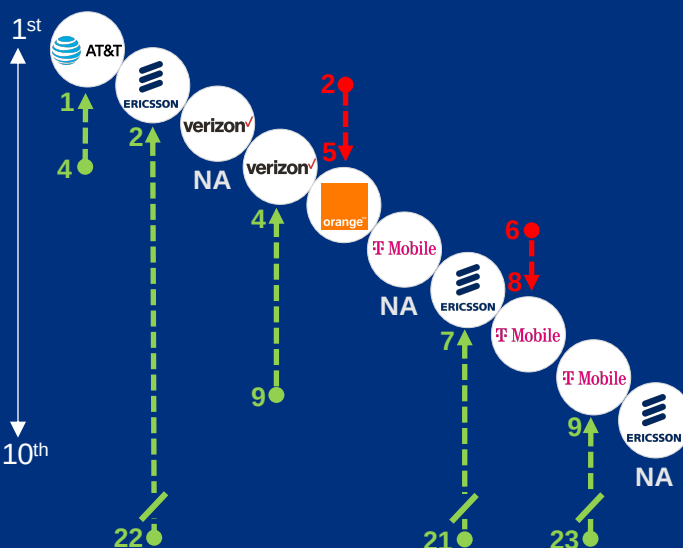 1st
AT&T
ERICSSON
verizon✓
NA
1
4
2
22
verizon✓
4
9
2
5
orange™
T Mobile
NA
ERICSSON
7
21
6
8
T Mobile
T Mobile
9
23
ERICSSON
NA
10th